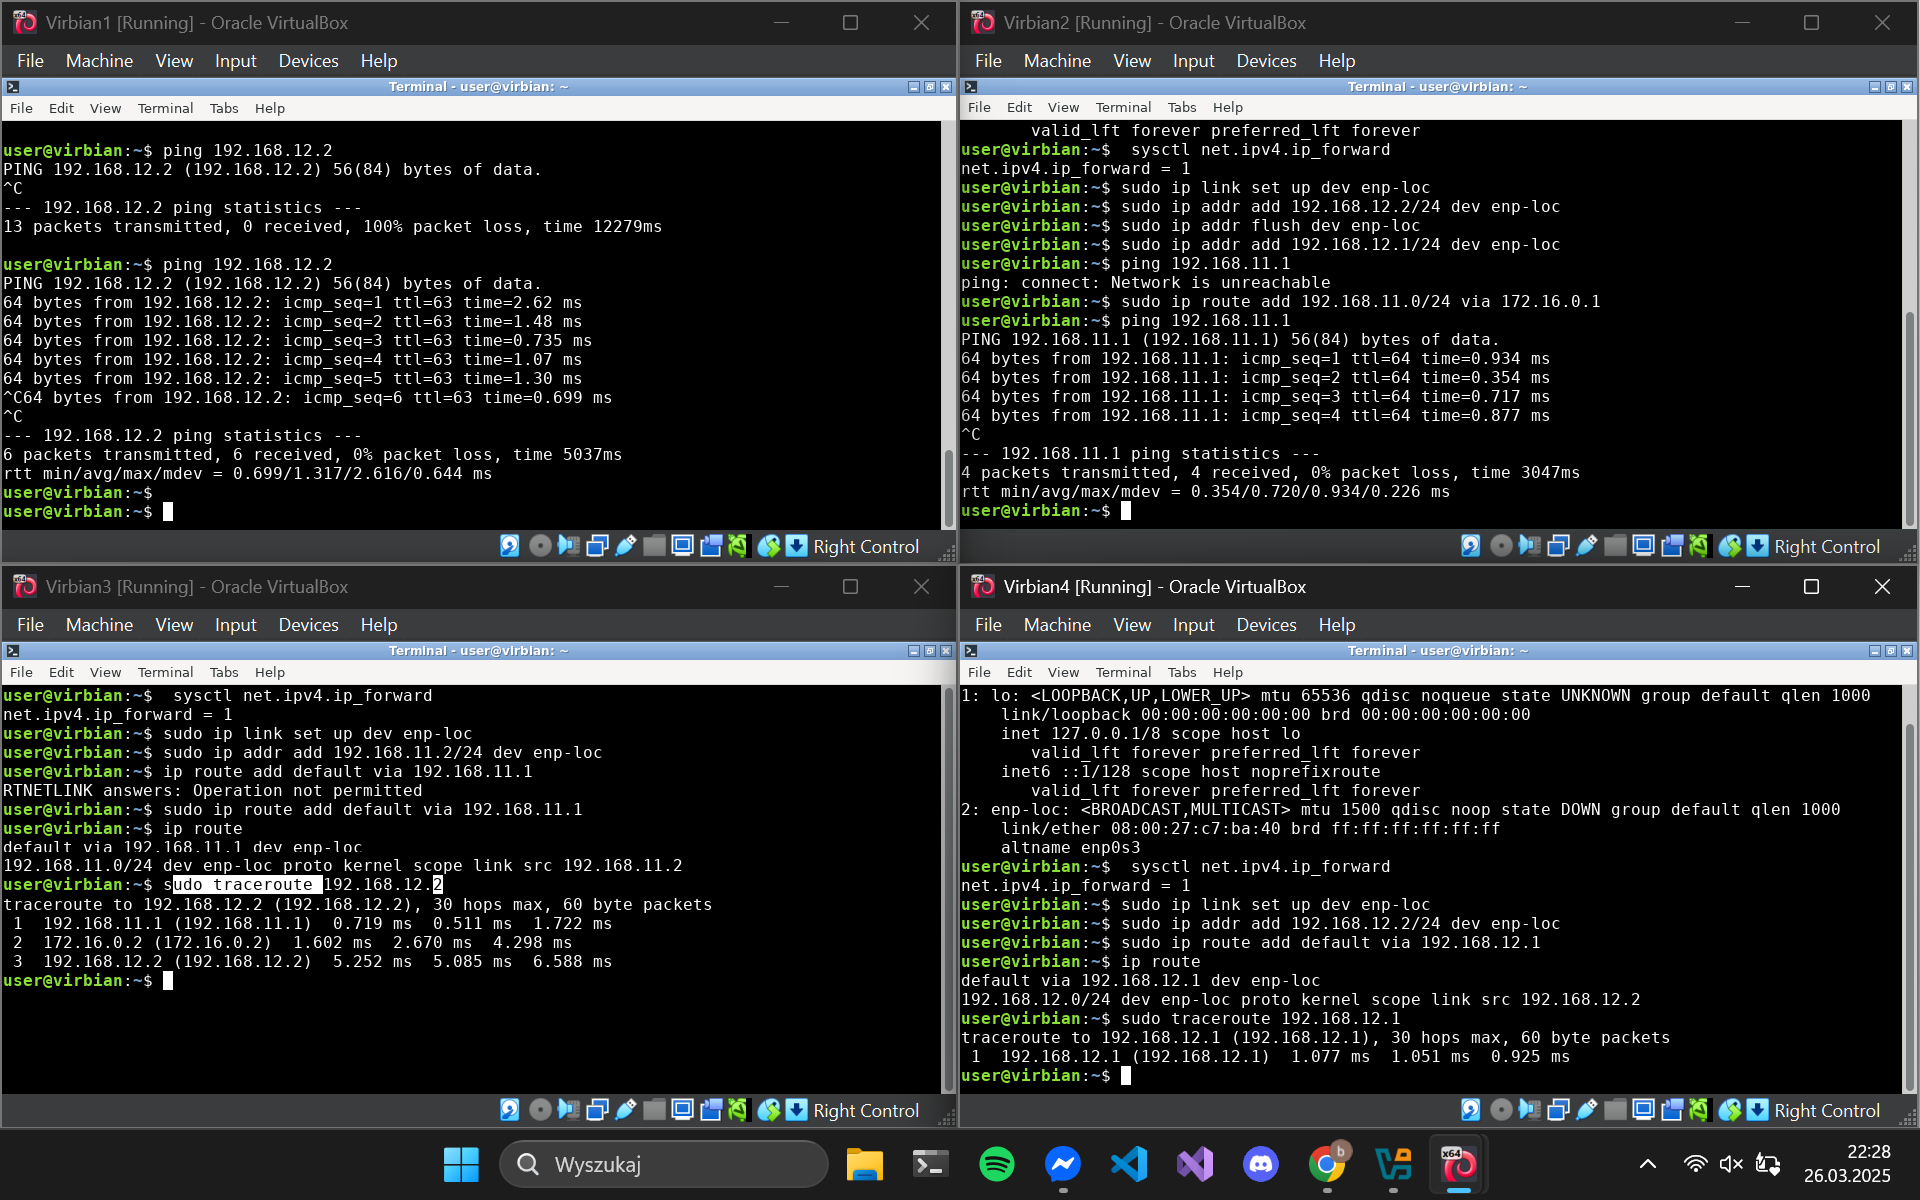 Virbian1 [Running] - Oracle VirtualBox
File Machine View Input Devices Help
Terminal - user@virbian: ~
File Edit View Terminal Tabs Help
user@virbian:~$ ping 192.168.12.2
PING 192.168.12.2 (192.168.12.2) 56(84) bytes of data.
^C
--- 192.168.12.2 ping statistics ---
13 packets transmitted, 0 received, 100% packet loss, time 12279ms
user@virbian:~$ ping 192.168.12.2
PING 192.168.12.2 (192.168.12.2) 56(84) bytes of data.
64 bytes from 192.168.12.2: icmp_seq=1 ttl=63 time=2.62 ms
64 bytes from 192.168.12.2: icmp_seq=2 ttl=63 time=1.48 ms
64 bytes from 192.168.12.2: icmp_seq=3 ttl=63 time=0.735 ms
64 bytes from 192.168.12.2: icmp_seq=4 ttl=63 time=1.07 ms
64 bytes from 192.168.12.2: icmp_seq=5 ttl=63 time=1.30 ms
^C64 bytes from 192.168.12.2: icmp_seq=6 ttl=63 time=0.699 ms
^C
--- 192.168.12.2 ping statistics ---
6 packets transmitted, 6 received, 0% packet loss, time 5037ms
rtt min/avg/max/mdev = 0.699/1.317/2.616/0.644 ms
user@virbian:~$
user@virbian:~$
Right Control
Virbian2 [Running] - Oracle VirtualBox
File Machine View Input Devices Help
Terminal - user@virbian: ~
File Edit View Terminal Tabs Help
valid_lft forever preferred_lft forever
user@virbian:~$  sysctl net.ipv4.ip_forward
net.ipv4.ip_forward = 1
user@virbian:~$ sudo ip link set up dev enp-loc
user@virbian:~$ sudo ip addr add 192.168.12.2/24 dev enp-loc
user@virbian:~$ sudo ip addr flush dev enp-loc
user@virbian:~$ sudo ip addr add 192.168.12.1/24 dev enp-loc
user@virbian:~$ ping 192.168.11.1
ping: connect: Network is unreachable
user@virbian:~$ sudo ip route add 192.168.11.0/24 via 172.16.0.1
user@virbian:~$ ping 192.168.11.1
PING 192.168.11.1 (192.168.11.1) 56(84) bytes of data.
64 bytes from 192.168.11.1: icmp_seq=1 ttl=64 time=0.934 ms
64 bytes from 192.168.11.1: icmp_seq=2 ttl=64 time=0.354 ms
64 bytes from 192.168.11.1: icmp_seq=3 ttl=64 time=0.717 ms
64 bytes from 192.168.11.1: icmp_seq=4 ttl=64 time=0.877 ms
^C
--- 192.168.11.1 ping statistics ---
4 packets transmitted, 4 received, 0% packet loss, time 3047ms
rtt min/avg/max/mdev = 0.354/0.720/0.934/0.226 ms
user@virbian:~$
Right Control
Virbian3 [Running] - Oracle VirtualBox
File Machine View Input Devices Help
Terminal - user@virbian: ~
File Edit View Terminal Tabs Help
user@virbian:~$  sysctl net.ipv4.ip_forward
net.ipv4.ip_forward = 1
user@virbian:~$ sudo ip link set up dev enp-loc
user@virbian:~$ sudo ip addr add 192.168.11.2/24 dev enp-loc
user@virbian:~$ ip route add default via 192.168.11.1
RTNETLINK answers: Operation not permitted
user@virbian:~$ sudo ip route add default via 192.168.11.1
user@virbian:~$ ip route
default via 192.168.11.1 dev enp-loc
192.168.11.0/24 dev enp-loc proto kernel scope link src 192.168.11.2
user@virbian:~$ sudo traceroute 192.168.12.2
traceroute to 192.168.12.2 (192.168.12.2), 30 hops max, 60 byte packets
1  192.168.11.1 (192.168.11.1)  0.719 ms  0.511 ms  1.722 ms
2  172.16.0.2 (172.16.0.2)  1.602 ms  2.670 ms  4.298 ms
3  192.168.12.2 (192.168.12.2)  5.252 ms  5.085 ms  6.588 ms
user@virbian:~$
Right Control
Virbian4 [Running] - Oracle VirtualBox
File Machine View Input Devices Help
Terminal - user@virbian: ~
File Edit View Terminal Tabs Help
1: lo: <LOOPBACK,UP,LOWER_UP> mtu 65536 qdisc noqueue state UNKNOWN group default qlen 1000
link/loopback 00:00:00:00:00:00 brd 00:00:00:00:00:00
inet 127.0.0.1/8 scope host lo
valid_lft forever preferred_lft forever
inet6 ::1/128 scope host noprefixroute
valid_lft forever preferred_lft forever
2: enp-loc: <BROADCAST,MULTICAST> mtu 1500 qdisc noop state DOWN group default qlen 1000
link/ether 08:00:27:c7:ba:40 brd ff:ff:ff:ff:ff:ff
altname enp0s3
user@virbian:~$  sysctl net.ipv4.ip_forward
net.ipv4.ip_forward = 1
user@virbian:~$ sudo ip link set up dev enp-loc
user@virbian:~$ sudo ip addr add 192.168.12.2/24 dev enp-loc
user@virbian:~$ sudo ip route add default via 192.168.12.1
user@virbian:~$ ip route
default via 192.168.12.1 dev enp-loc
192.168.12.0/24 dev enp-loc proto kernel scope link src 192.168.12.2
user@virbian:~$ sudo traceroute 192.168.12.1
traceroute to 192.168.12.1 (192.168.12.1), 30 hops max, 60 byte packets
1  192.168.12.1 (192.168.12.1)  1.077 ms  1.051 ms  0.925 ms
user@virbian:~$
Right Control
Wyszukaj
b
x64
22:28
26.03.2025